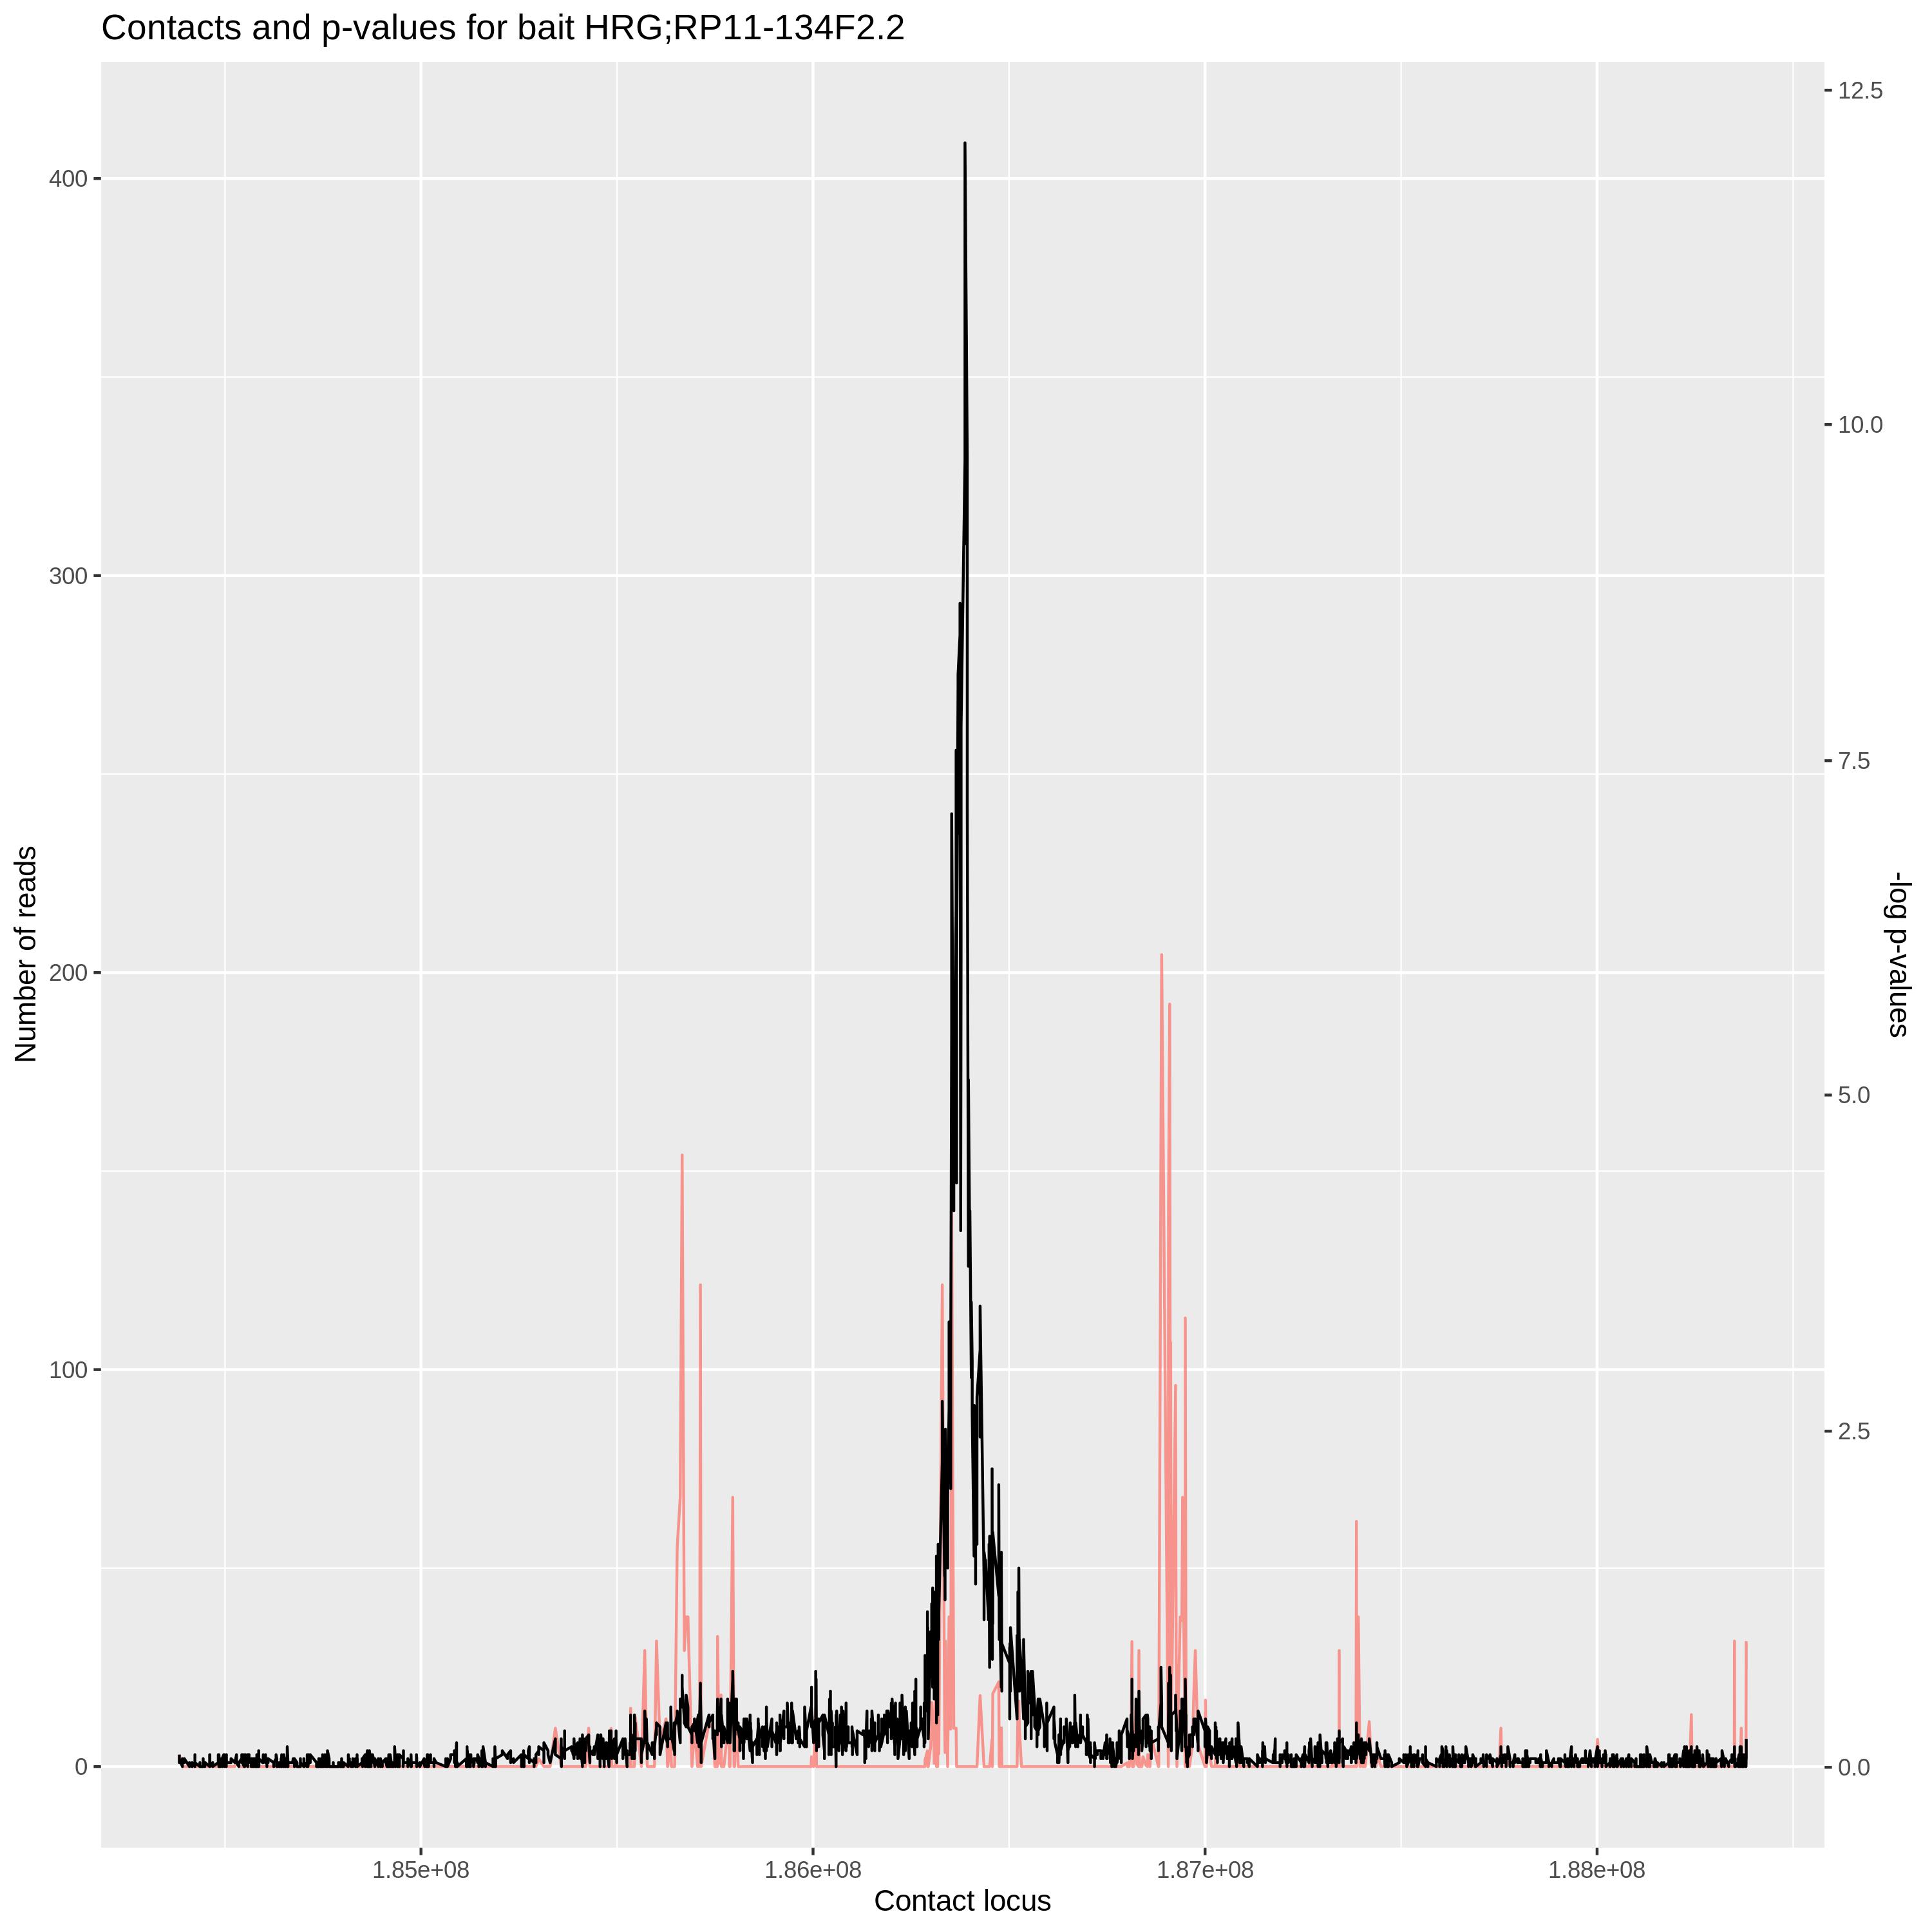 Contacts and p-values for bait HRG;RP11-134F2.2
Number of reads
400
300
200
100
0
12.5
10.0
7.5
5.0
2.5
0.0
-log p-values
1.85e+08
1.86e+08
1.87e+08
1.88e+08
Contact locus